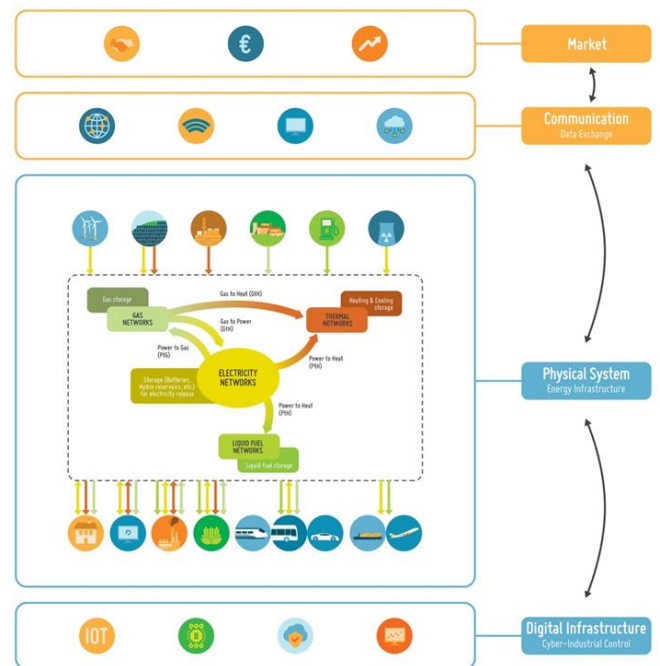 Market
Communication
Data Exchange
Gas storage
GAS
NETWORKS
Gas to Heat (GtH)
Gas to Power
(GtH)
Heating & Cooling
storage
THERMAL
NETWORKS
Power to Gas
(PtG)
ELECTRICITY
NETWORKS
Power to Heat
(PtH)
Storage (Batteries,
Hydro reservoirs, etc.)
for electricity release
Power to Heat
(PtH)
LIQUID FUEL
NETWORKS
Liquid fuel storage
Physical System
Energy Infrastructure
IOT
Digital Infrastructure
Cyber-Industrial Control